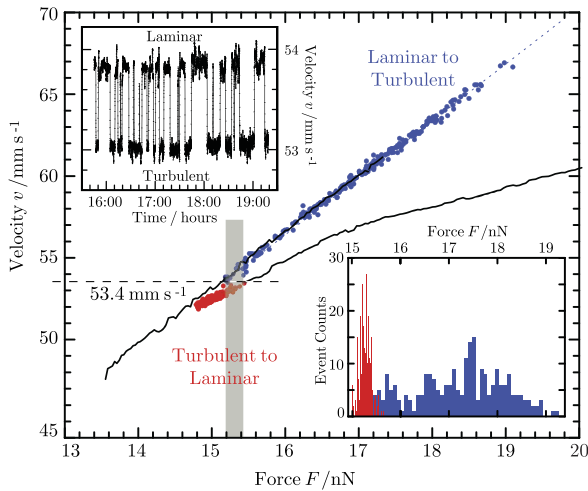 Velocity v /mm s⁻¹
70
65
60
55
50
45
13
14
15
16
17
18
19
20
Force F/nN
Laminar
Turbulent
54
53
Velocity v/mm s⁻¹
16:00 17:00 18:00 19:00
Time / hours
Laminar to
Turbulent
53.4 mm s⁻¹
Turbulent to
Laminar
Force F/nN
15 16 17 18 19
Event Counts
30
20
10
0